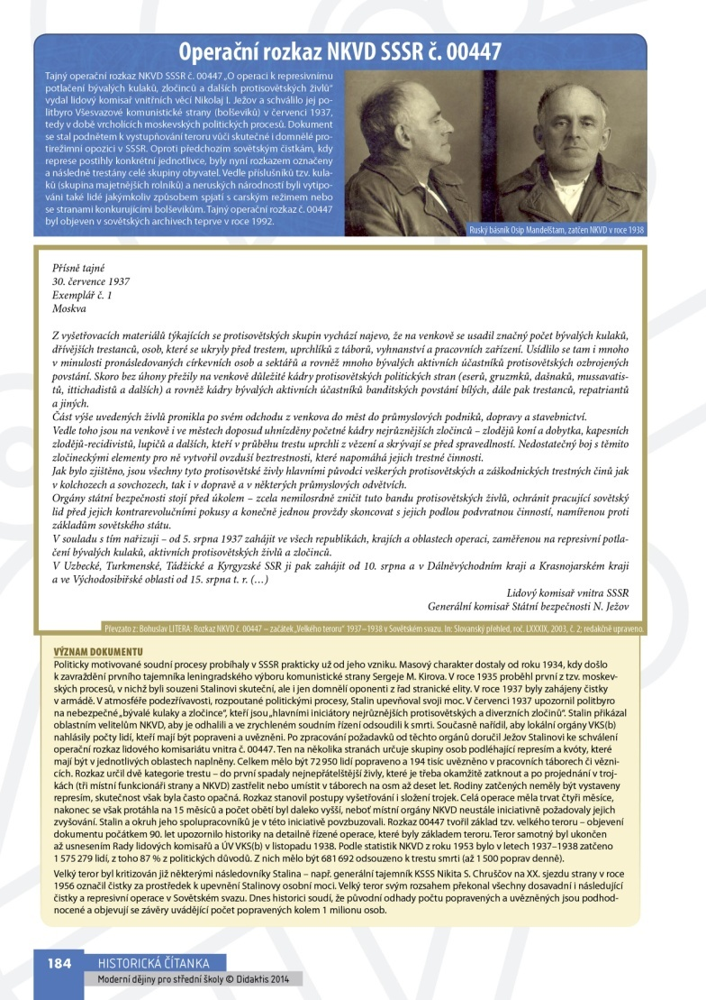 Operační rozkaz NKVD SSSR č. 00447
Tajný operační rozkaz NKVD SSSR č. 00447 „O operaci k represivnímu
potlačení bývalých kulaků, zločinců a dalších protisovětských živlů“
vydal lidový komisař vnitřních věcí Nikolaj I. Ježov a schválilo jej po-
litbyro Všesvazové komunistické strany (bolševiků) v červenci 1937,
tedy v době vrcholících moskevských politických procesů. Dokument
se stal podnětem k vystupňování teroru vůči skutečné i domnělé pro-
tirežimní opozici v SSSR. Oproti předchozím sovětským čistkám, kdy
represe postihly konkrétní jednotlivce, byly nyní rozkazem označeny
a následně trestány celé skupiny obyvatel. Vedle příslušníků tzv. kula-
ků (skupina majetnějších rolníků) a neruských národností byli vytipo-
váni také lidé jakýmkoliv způsobem spjatí s carským režimem nebo
se stranami konkurujícími bolševikům. Tajný operační rozkaz č. 00447
byl objeven v sovětských archivech teprve v roce 1992.
Ruský básník Osip Mandelštam, zatčen NKVD v roce 1938
Přísně tajné
30. července 1937
Exemplář č. 1
Moskva
Z vyšetřovacích materiálů týkajících se protisovětských skupin vychází najevo, že na venkově se usadil značný počet bývalých kulaků,
dřívějších trestanců, osob, které se ukryly před trestem, uprchlíků z táborů, vyhnanství a pracovních zařízení. Usídlilo se tam i mnoho
v minulosti pronásledovaných církevních osob a sektářů a rovněž mnoho bývalých aktivních účastníků protisovětských ozbrojených
povstání. Skoro bez úhony přežily na venkově důležité kádry protisovětských politických stran (eserů, gruzmků, dašnaků, mussavatis-
tů, ittichadistů a dalších) a rovněž kádry bývalých aktivních účastníků banditských povstání bílých, dále pak trestanců, repatriantů
a jiných.
Část výše uvedených živlů pronikla po svém odchodu z venkova do měst do průmyslových podniků, dopravy a stavebnictví.
Vedle toho jsou na venkově i ve městech doposud uhnízděny početné kádry nejrůznějších zločinců – zlodějů koní a dobytka, kapesních
zlodějů-recidivistů, lupičů a dalších, kteří v průběhu trestu uprchli z vězení a skrývají se před spravedlností. Nedostatečný boj s těmito
zločineckými elementy pro ně vytvořil ovzduší beztrestnosti, které napomáhá jejich trestné činnosti.
Jak bylo zjištěno, jsou všechny tyto protisovětské živly hlavními původci veškerých protisovětských a záškodnických trestných činů jak
v kolchozech a sovchozech, tak i v dopravě a v některých průmyslových odvětvích.
Orgány státní bezpečnosti stojí před úkolem – zcela nemilosrdně zničit tuto bandu protisovětských živlů, ochránit pracující sovětský
lid před jejich kontrarevolučními pokusy a konečně jednou provždy skoncovat s jejich podlou podvratnou činností, namířenou proti
základům sovětského státu.
V souladu s tím nařizuji – od 5. srpna 1937 zahájit ve všech republikách, krajích a oblastech operaci, zaměřenou na represivní potla-
čení bývalých kulaků, aktivních protisovětských živlů a zločinců.
V Uzbecké, Turkmenské, Tádžické a Kyrgyzské SSR ji pak zahájit od 10. srpna a v Dálněvýchodním kraji a Krasnojarském kraji
a ve Východosibiřské oblasti od 15. srpna t. r. (…)
Lidový komisař vnitra SSSR
Generální komisař Státní bezpečnosti N. Ježov
Převzato z: Bohuslav LITERA: Rozkaz NKVD č. 00447 – začátek „Velkého teroru“ 1937–1938 v Sovětském svazu. In: Slovanský přehled, roč. LXXXIX, 2003, č. 2; redakčně upraveno.
VÝZNAM DOKUMENTU
Politicky motivované soudní procesy probíhaly v SSSR prakticky už od jeho vzniku. Masový charakter dostaly od roku 1934, kdy došlo
k zavraždění prvního tajemníka leningradského výboru komunistické strany Sergeje M. Kirova. V roce 1935 proběhl první z tzv. moskev-
ských procesů, v nichž byli souzeni Stalinovi skuteční, ale i jen domnělí oponenti z řad stranické elity. V roce 1937 byly zahájeny čistky
v armádě. V atmosféře podezřívavosti, rozpoutané politickými procesy, Stalin upevňoval svoji moc. V červenci 1937 upozornil politbyro
na nebezpečné „bývalé kulaky a zločince“, kteří jsou „hlavními iniciátory nejrůznějších protisovětských a diverzních zločinů“. Stalin přikázal
oblastním velitelům NKVD, aby je odhalili a ve zrychleném soudním řízení odsoudili k smrti. Současně nařídil, aby lokální orgány VKS(b)
nahlásily počty lidí, kteří mají být popraveni a uvězněni. Po zpracování požadavků od těchto orgánů doručil Ježov Stalinovi ke schválení
operační rozkaz lidového komisariátu vnitra č. 00447. Ten na několika stranách určuje skupiny osob podléhající represím a kvóty, které
mají být v jednotlivých oblastech naplněny. Celkem mělo být 72 950 lidí popraveno a 194 tisíc uvězněno v pracovních táborech či vězni-
cích. Rozkaz určil dvě kategorie trestu – do první spadaly nejnepřátelštější živly, které je třeba okamžitě zatknout a po projednání v troj-
kách (tři místní funkcionáři strany a NKVD) zastřelit nebo umístit v táborech na osm až deset let. Rodiny zatčených neměly být vystaveny
represím, skutečnost však byla často opačná. Rozkaz stanovil postupy vyšetřování i složení trojek. Celá operace měla trvat čtyři měsíce,
nakonec se však protáhla na 15 měsíců a počet obětí byl daleko vyšší, neboť místní orgány NKVD neustále iniciativně požadovaly jejich
zvyšování. Stalin a okruh jeho spolupracovníků je v této iniciativě povzbuzovali. Rozkaz 00447 tvořil základ tzv. velkého teroru – objevení
dokumentu počátkem 90. let upozornilo historiky na detailně řízené operace, které byly základem teroru. Teror samotný byl ukončen
až usnesením Rady lidových komisařů a ÚV VKS(b) v listopadu 1938. Podle statistik NKVD z roku 1953 bylo v letech 1937–1938 zatčeno
1 575 279 lidí, z toho 87 % z politických důvodů. Z nich mělo být 681 692 odsouzeno k trestu smrti (až 1 500 poprav denně).
Velký teror byl kritizován již některými následovníky Stalina – např. generální tajemník KSSS Nikita S. Chruščov na XX. sjezdu strany v roce
1956 označil čistky za prostředek k upevnění Stalinovy osobní moci. Velký teror svým rozsahem překonal všechny dosavadní i následující
čistky a represivní operace v Sovětském svazu. Dnes historici soudí, že původní odhady počtu popravených a uvězněných jsou podhod-
nocené a objevují se závěry uvádějící počet popravených kolem 1 milionu osob.
184 HISTORICKÁ ČÍTANKA
Moderní dějiny pro střední školy © Didaktis 2014